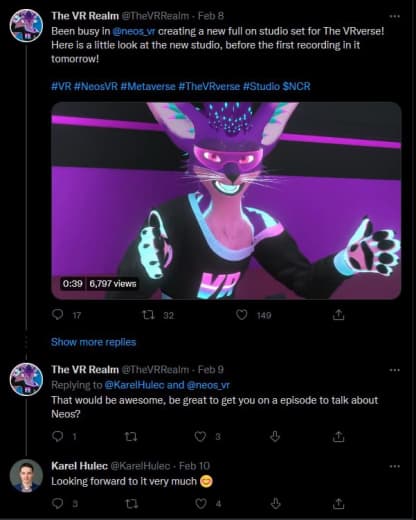 The VR Realm @TheVRRealm · Feb 8
Been busy in @neos_vr creating a new full on studio set for The VRverse!
Here is a little look at the new studio, before the first recording in it
tomorrow!
#VR #NeosVR #Metaverse #TheVRverse #Studio $NCR
VR
0:39 6,797 views
17 32 149
Show more replies
The VR Realm @TheVRRealm · Feb 9
Replying to @KarelHulec and @neos_vr
That would be awesome, be great to get you on a episode to talk about
Neos?
1 3
Karel Hulec @KarelHulec · Feb 10
Looking forward to it very much 😊
3 4